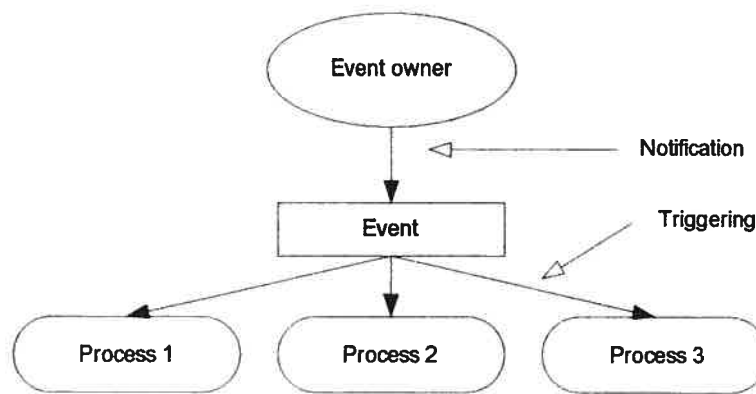 Event owner
Notification
Event
Triggering
Process 1
Process 2
Process 3